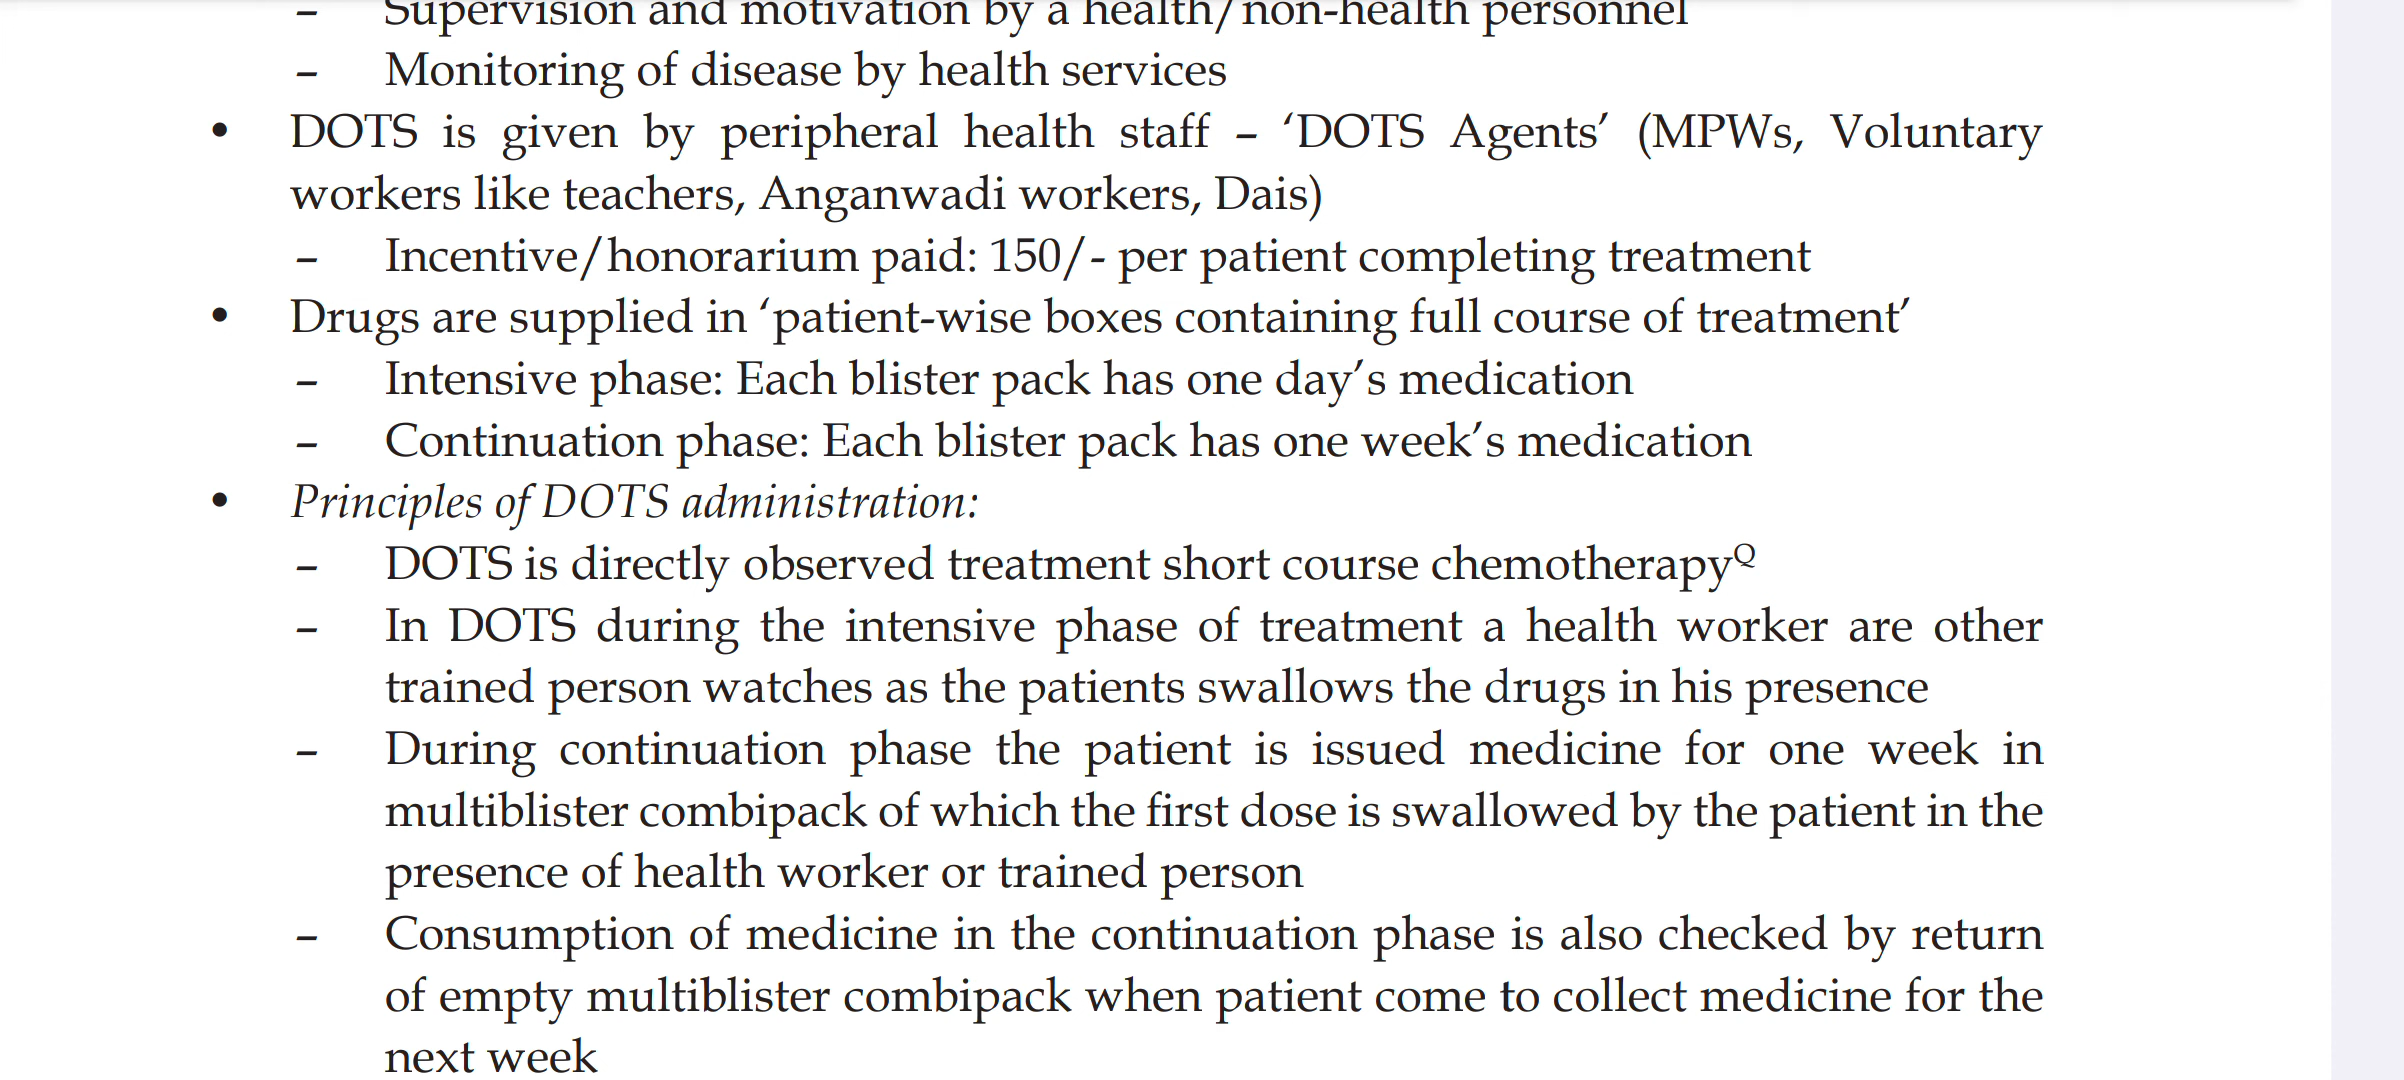 – Supervision and motivation by a health/non-health personnel
– Monitoring of disease by health services
• DOTS is given by peripheral health staff – ‘DOTS Agents’ (MPWs, Voluntary
workers like teachers, Anganwadi workers, Dais)
– Incentive/honorarium paid: 150/- per patient completing treatment
• Drugs are supplied in ‘patient-wise boxes containing full course of treatment’
– Intensive phase: Each blister pack has one day’s medication
– Continuation phase: Each blister pack has one week’s medication
• Principles of DOTS administration:
– DOTS is directly observed treatment short course chemotherapyQ
– In DOTS during the intensive phase of treatment a health worker are other
trained person watches as the patients swallows the drugs in his presence
– During continuation phase the patient is issued medicine for one week in
multiblister combipack of which the first dose is swallowed by the patient in the
presence of health worker or trained person
– Consumption of medicine in the continuation phase is also checked by return
of empty multiblister combipack when patient come to collect medicine for the
next week